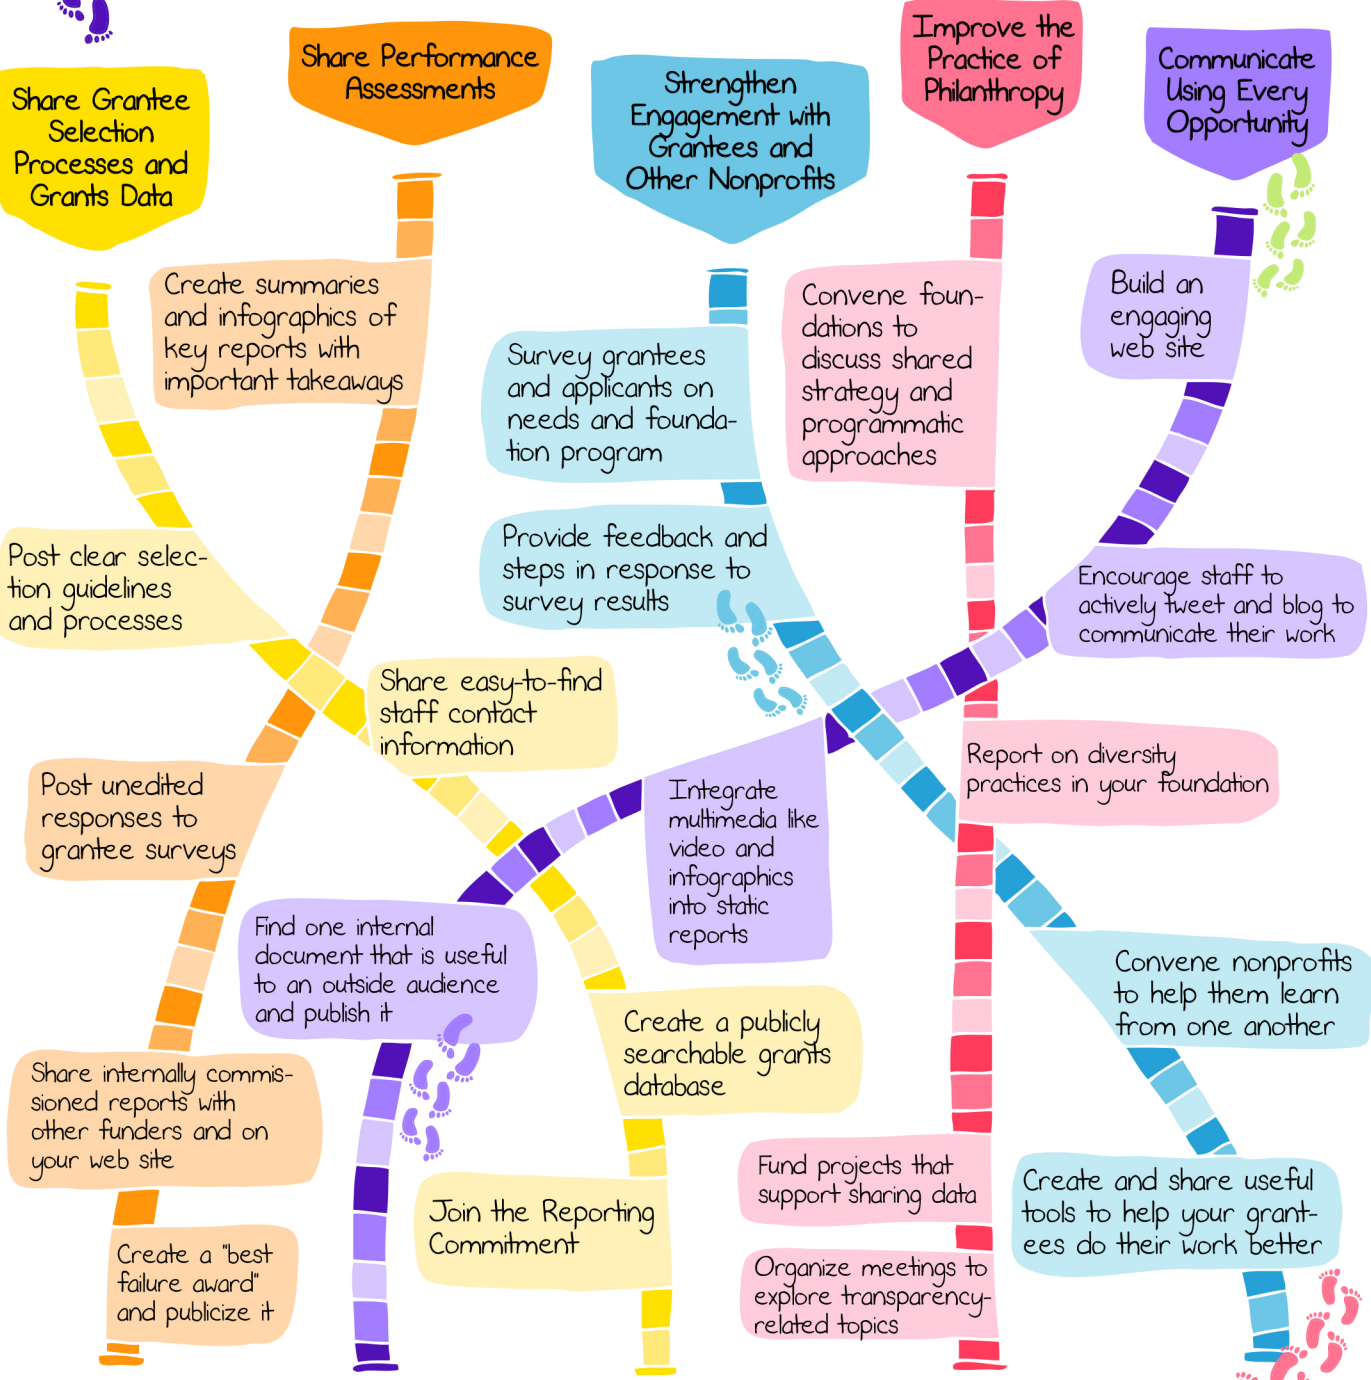 Share Grantee
Selection
Processes and
Grants Data
Share Performance
Assessments
Strengthen
Engagement with
Grantees and
Other Nonprofits
Improve the
Practice of
Philanthropy
Communicate
Using Every
Opportunity
Create summaries
and infographics of
key reports with
important takeaways
Survey grantees
and applicants on
needs and founda-
tion program
Convene foun-
dations to
discuss shared
strategy and
programmatic
approaches
Build an
engaging
web site
Post clear selec-
tion guidelines
and processes
Provide feedback and
steps in response to
survey results
Encourage staff to
actively tweet and blog to
communicate their work
Share easy-to-find
staff contact
information
Post unedited
responses to
grantee surveys
Integrate
multimedia like
video and
infographics
into static
reports
Report on diversity
practices in your foundation
Find one internal
document that is useful
to an outside audience
and publish it
Convene nonprofits
to help them learn
from one another
Create a publicly
searchable grants
database
Share internally commis-
sioned reports with
other funders and on
your web site
Fund projects that
support sharing data
Create and share useful
tools to help your grant-
ees do their work better
Join the Reporting
Commitment
Create a "best
failure award"
and publicize it
Organize meetings to
explore transparency-
related topics